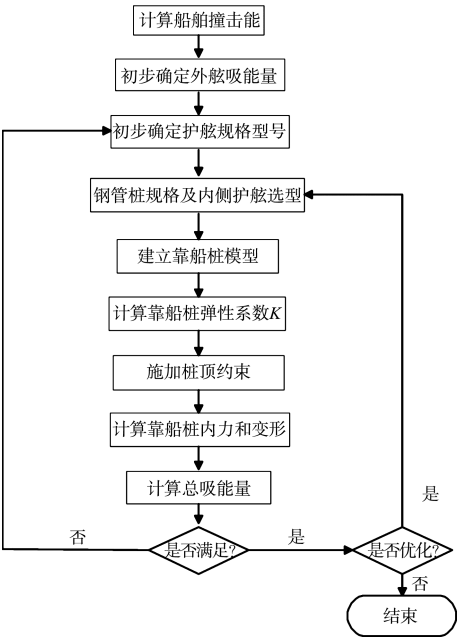 计算船舶撞击能
初步确定外舷吸能量
初步确定护舷规格型号
钢管桩规格及内侧护舷选型
建立靠船桩模型
计算靠船桩弹性系数K
施加桩顶约束
计算靠船桩内力和变形
计算总吸能量
是否满足?
否
是
是否优化?
是
否
结束